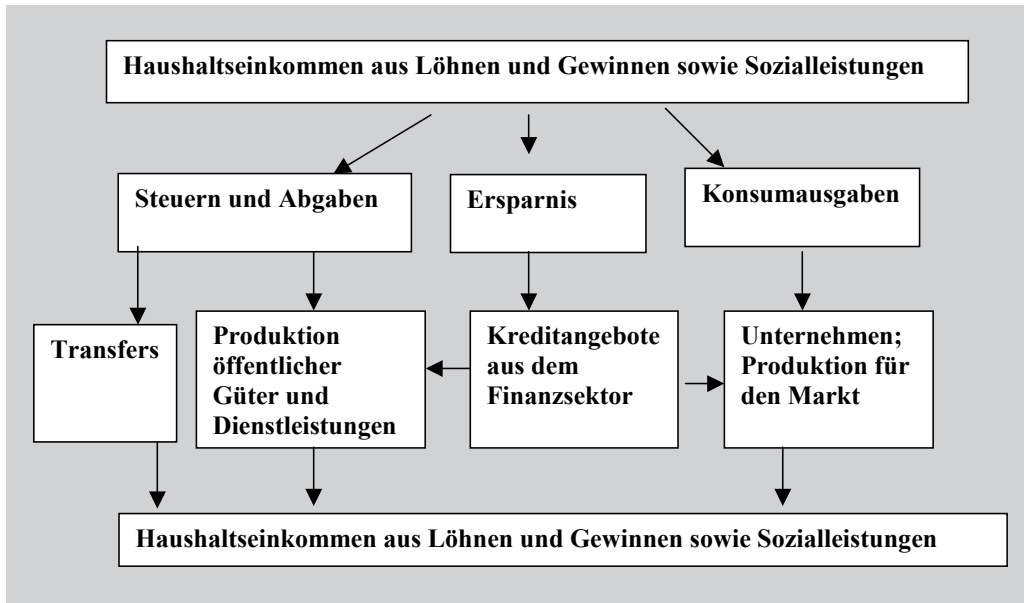 Haushaltseinkommen aus Löhnen und Gewinnen sowie Sozialleistungen
Steuern und Abgaben
Ersparnis
Konsumausgaben
Transfers
Produktion
öffentlicher
Güter und
Dienstleistungen
Kreditangebote
aus dem
Finanzsektor
Unternehmen;
Produktion für
den Markt
Haushaltseinkommen aus Löhnen und Gewinnen sowie Sozialleistungen